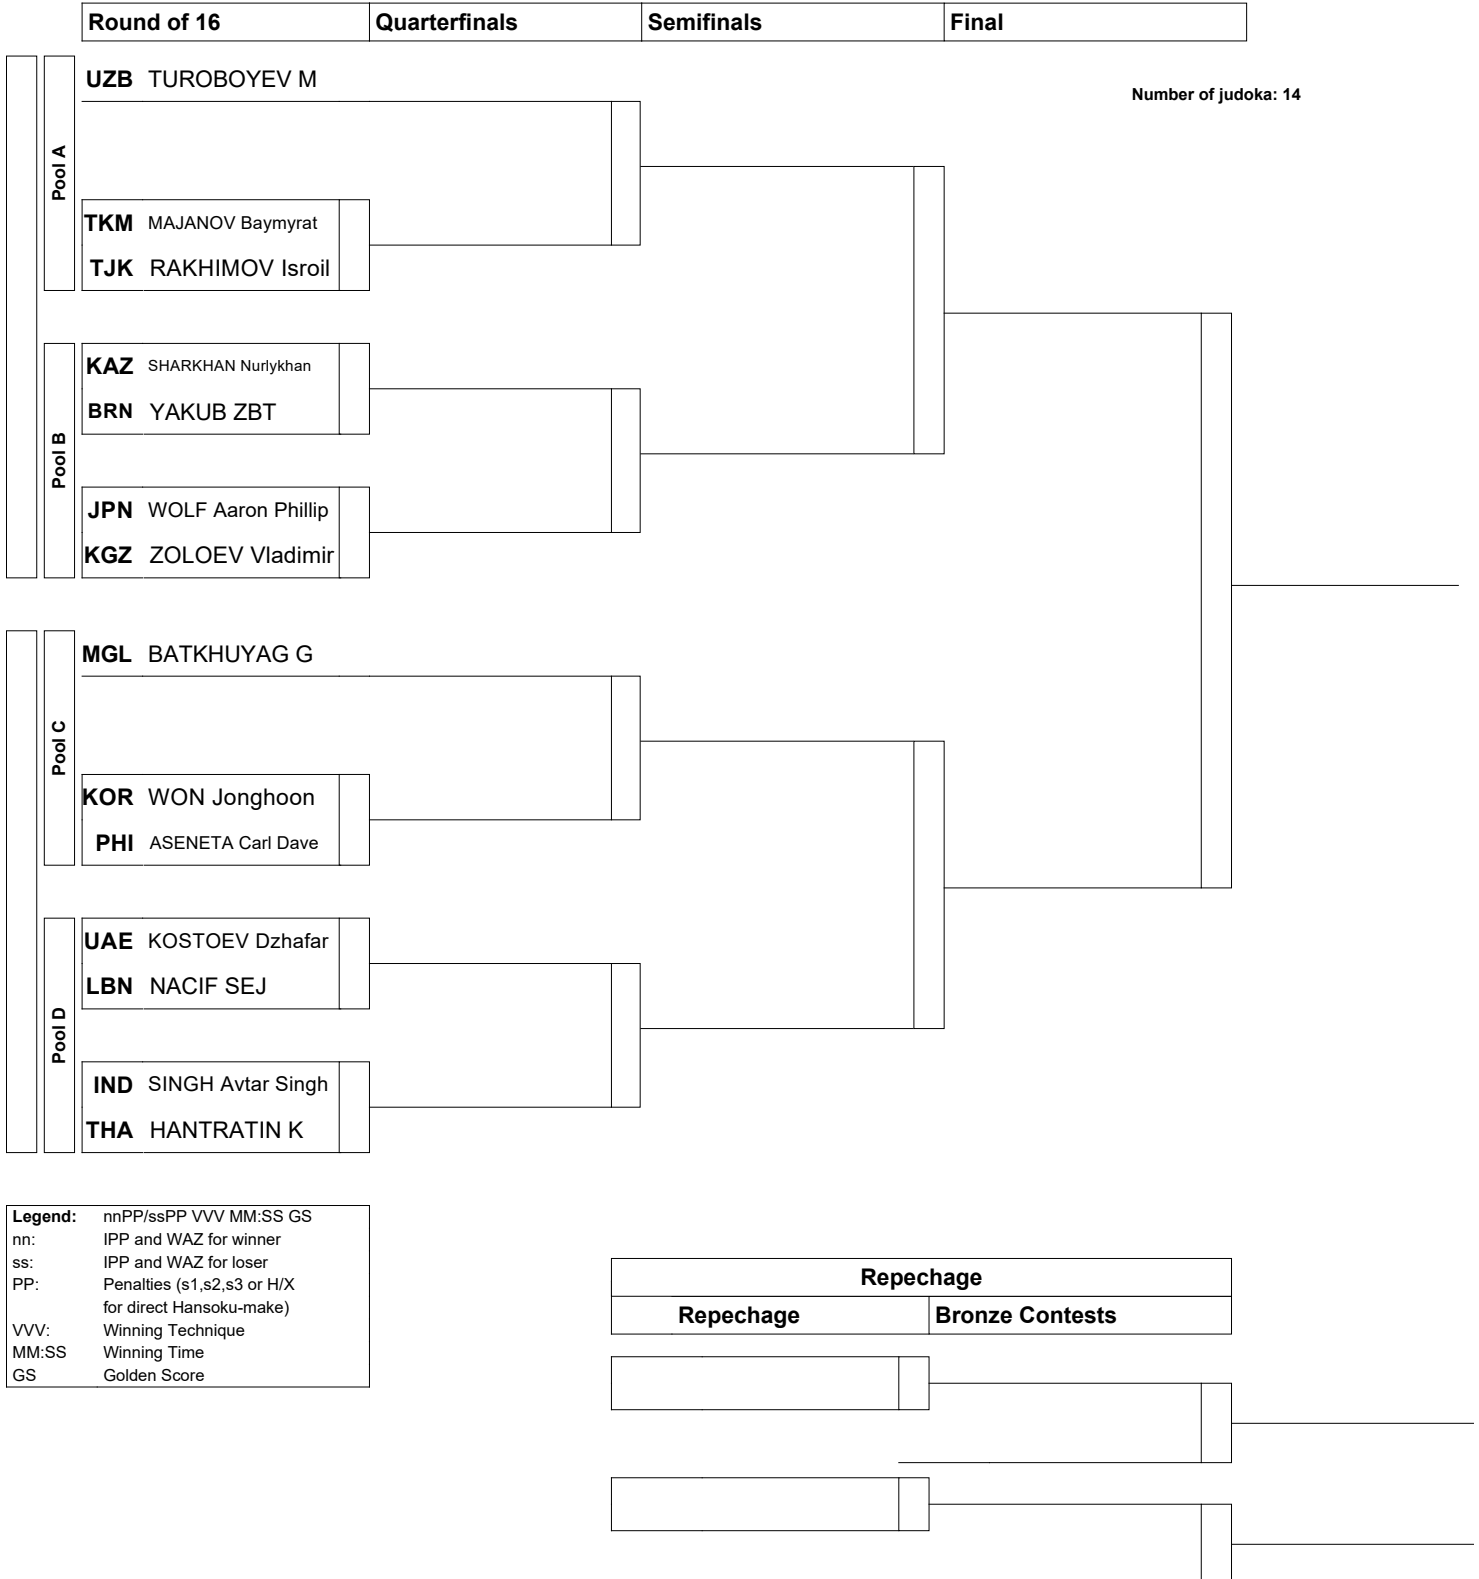 Round of 16 Quarterfinals Semifinals Final
Number of judoka: 14
Pool A
UZB TUROBOYEV M
TKM MAJANOV Baymyrat
TJK RAKHIMOV Isroil
Pool B
KAZ SHARKHAN Nurlykhan
BRN YAKUB ZBT
JPN WOLF Aaron Phillip
KGZ ZOLOEV Vladimir
Pool C
MGL BATKHUYAG G
KOR WON Jonghoon
PHI ASENETA Carl Dave
Pool D
UAE KOSTOEV Dzhafar
LBN NACIF SEJ
IND SINGH Avtar Singh
THA HANTRATIN K
Legend: nnPP/ssPP VVV MM:SS GS
nn: IPP and WAZ for winner
ss: IPP and WAZ for loser
PP: Penalties (s1,s2,s3 or H/X
for direct Hansoku-make)
VVV: Winning Technique
MM:SS Winning Time
GS Golden Score
Repechage
Repechage Bronze Contests